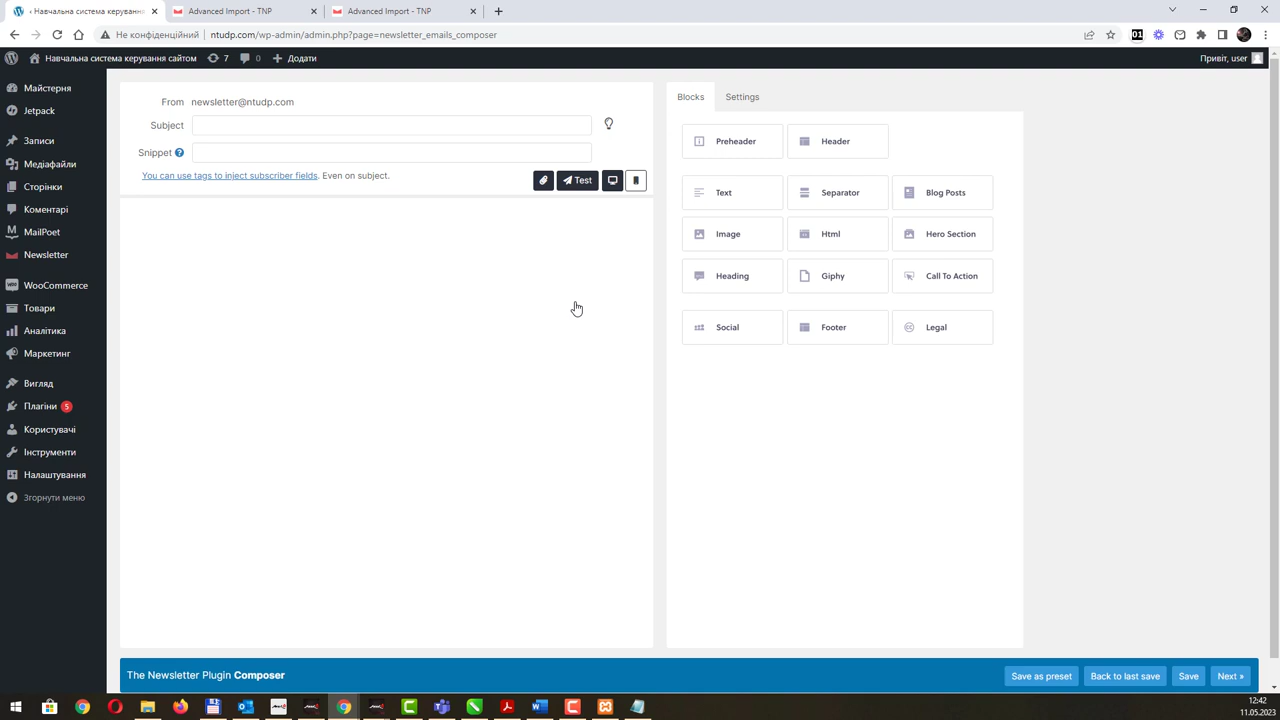 ‹ Навчальна система керування
Advanced Import - TNP
Advanced Import - TNP
Не конфіденційний
ntudp.com/wp-admin/admin.php?page=newsletter_emails_composer
Навчальна система керування сайтом
7
0
Додати
Привіт, user
Майстерня
Jetpack
Записи
Медіафайли
Сторінки
Коментарі
MailPoet
Newsletter
WooCommerce
Товари
Аналітика
Маркетинг
Вигляд
Плагіни 5
Користувачі
Інструменти
Налаштування
Згорнути меню
From newsletter@ntudp.com
Subject
Snippet ?
You can use tags to inject subscriber fields. Even on subject.
Test
Blocks Settings
Preheader Header
Text Separator Blog Posts
Image Html Hero Section
Heading Giphy Call To Action
Social Footer Legal
The Newsletter Plugin Composer
Save as preset Back to last save Save Next »
12:42
11.05.2023